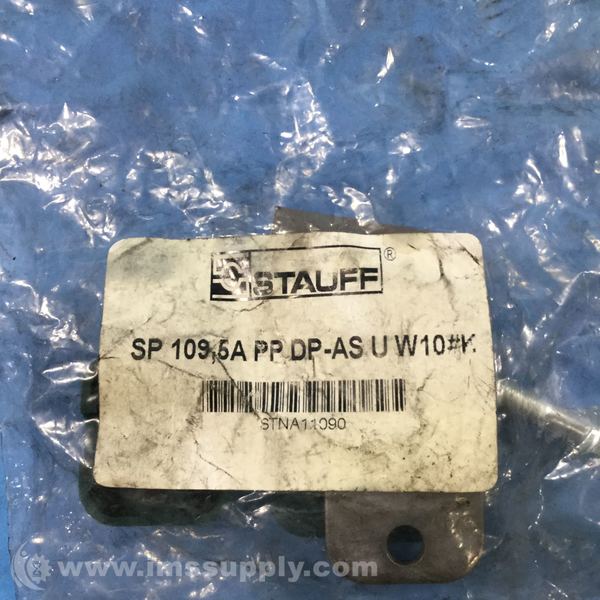 STAUFF ®
SP 109,5A PP DP-AS U W10#K
STNA11090
www.imssupply.com